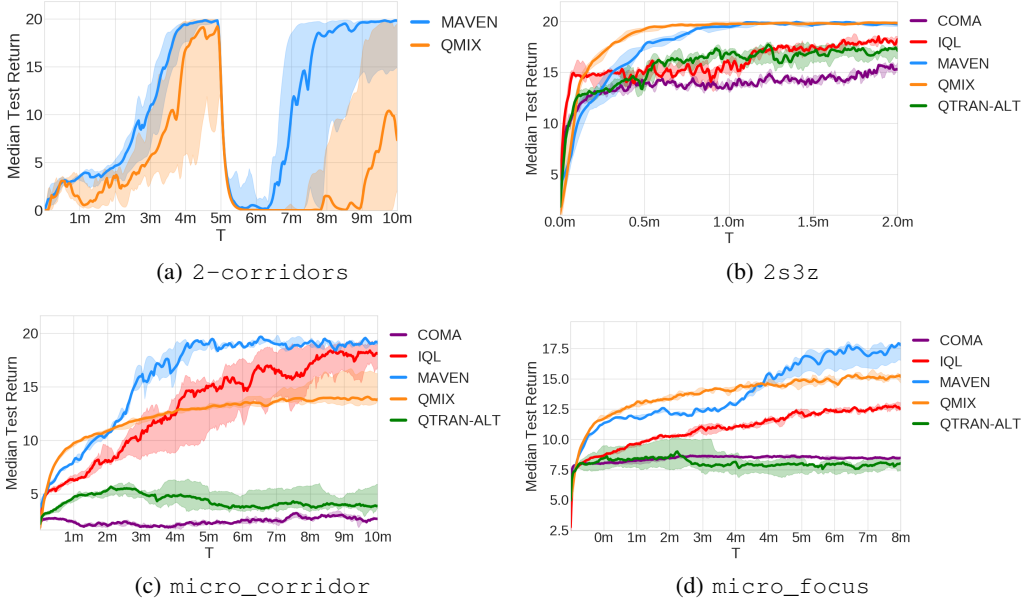 Median Test Return
20
15
10
5
0
1m 2m 3m 4m 5m 6m 7m 8m 9m 10m
T
MAVEN
QMIX
(a) 2-corridors
Median Test Return
20
15
10
5
0.0m 0.5m 1.0m 1.5m 2.0m
T
COMA
IQL
MAVEN
QMIX
QTRAN-ALT
(b) 2s3z
Median Test Return
20
15
10
5
1m 2m 3m 4m 5m 6m 7m 8m 9m 10m
T
COMA
IQL
MAVEN
QMIX
QTRAN-ALT
(c) micro_corridor
Median Test Return
17.5
15.0
12.5
10.0
7.5
5.0
2.5
0m 1m 2m 3m 4m 5m 6m 7m 8m
T
COMA
IQL
MAVEN
QMIX
QTRAN-ALT
(d) micro_focus